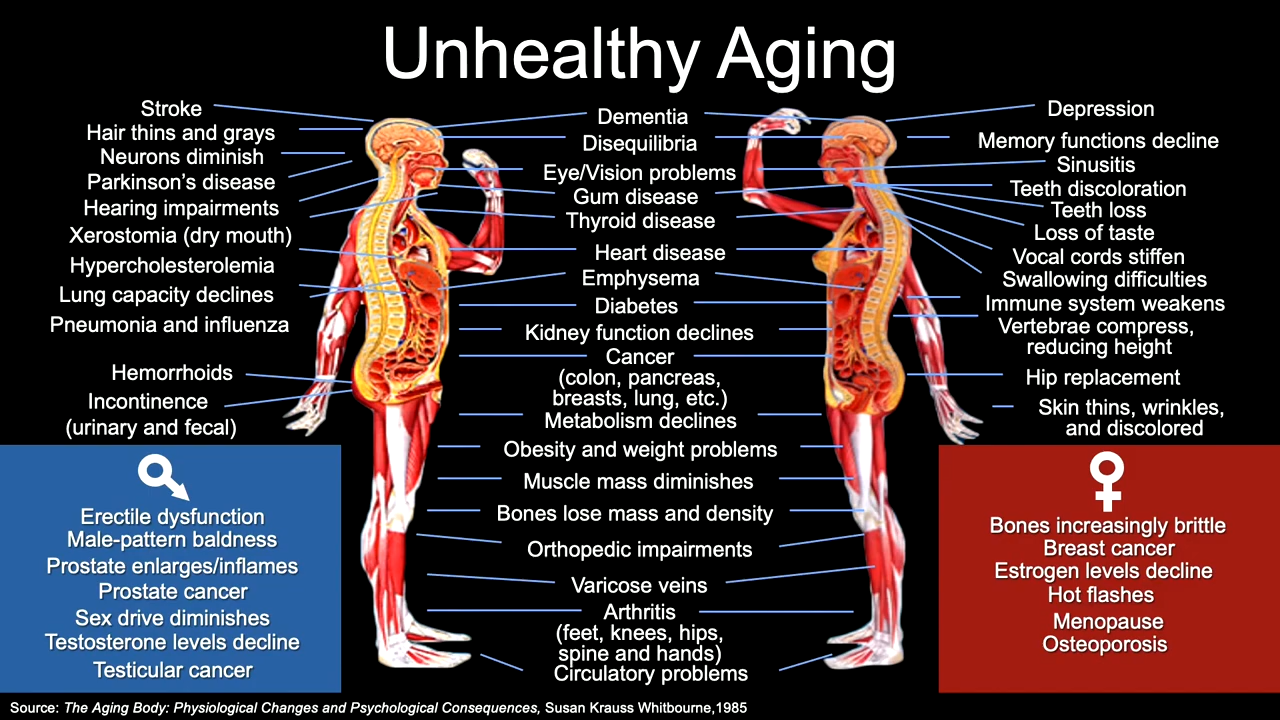 Unhealthy Aging
Stroke
Hair thins and grays
Neurons diminish
Parkinson’s disease
Hearing impairments
Xerostomia (dry mouth)
Hypercholesterolemia
Lung capacity declines
Pneumonia and influenza
Hemorrhoids
Incontinence
(urinary and fecal)
Dementia
Disequilibria
Eye/Vision problems
Gum disease
Thyroid disease
Heart disease
Emphysema
Diabetes
Kidney function declines
Cancer
(colon, pancreas,
breasts, lung, etc.)
Metabolism declines
Obesity and weight problems
Muscle mass diminishes
Bones lose mass and density
Orthopedic impairments
Varicose veins
Arthritis
(feet, knees, hips,
spine and hands)
Circulatory problems
Depression
Memory functions decline
Sinusitis
Teeth discoloration
Teeth loss
Loss of taste
Vocal cords stiffen
Swallowing difficulties
Immune system weakens
Vertebrae compress,
reducing height
Hip replacement
Skin thins, wrinkles,
and discolored
Erectile dysfunction
Male-pattern baldness
Prostate enlarges/inflames
Prostate cancer
Sex drive diminishes
Testosterone levels decline
Testicular cancer
Bones increasingly brittle
Breast cancer
Estrogen levels decline
Hot flashes
Menopause
Osteoporosis
Source: The Aging Body: Physiological Changes and Psychological Consequences, Susan Krauss Whitbourne,1985